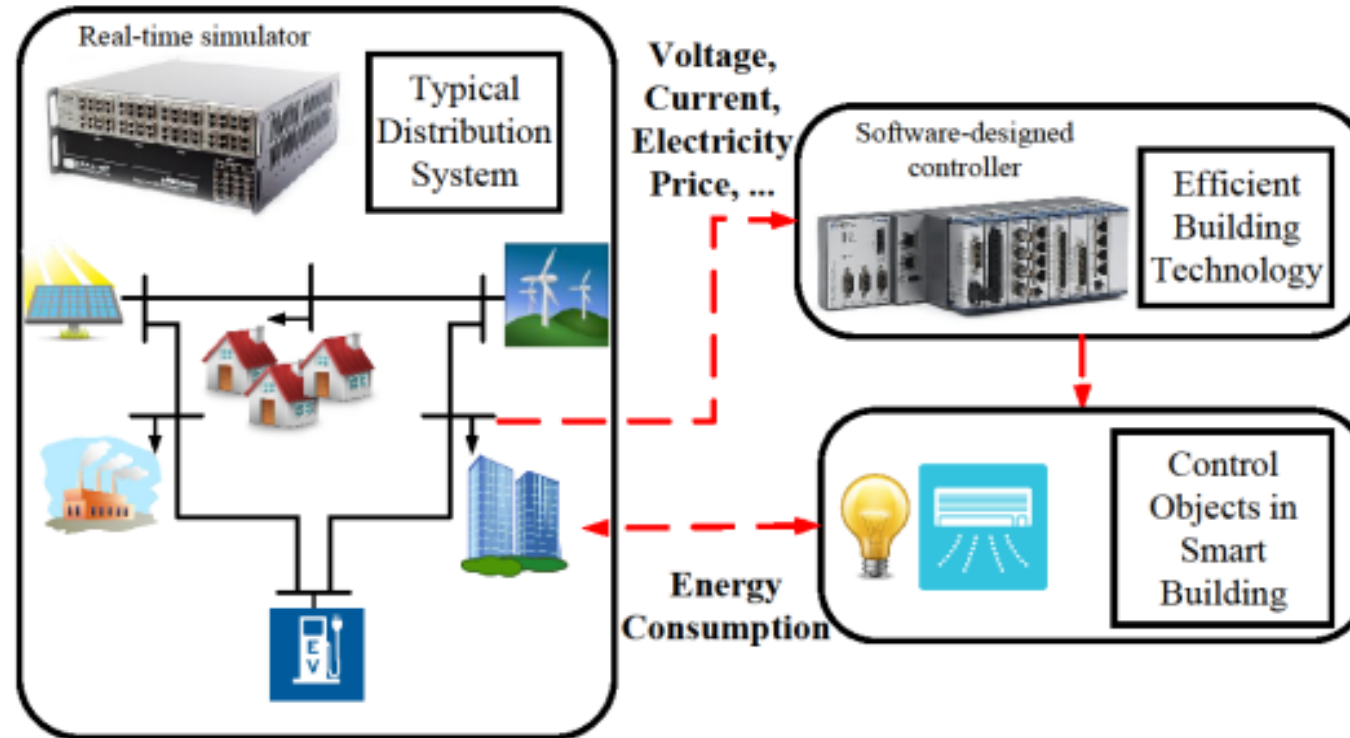 Real-time simulator
Typical
Distribution
System
Voltage,
Current,
Electricity
Price, ...
Software-designed
controller
Efficient
Building
Technology
Control
Objects in
Smart
Building
Energy
Consumption
E
V